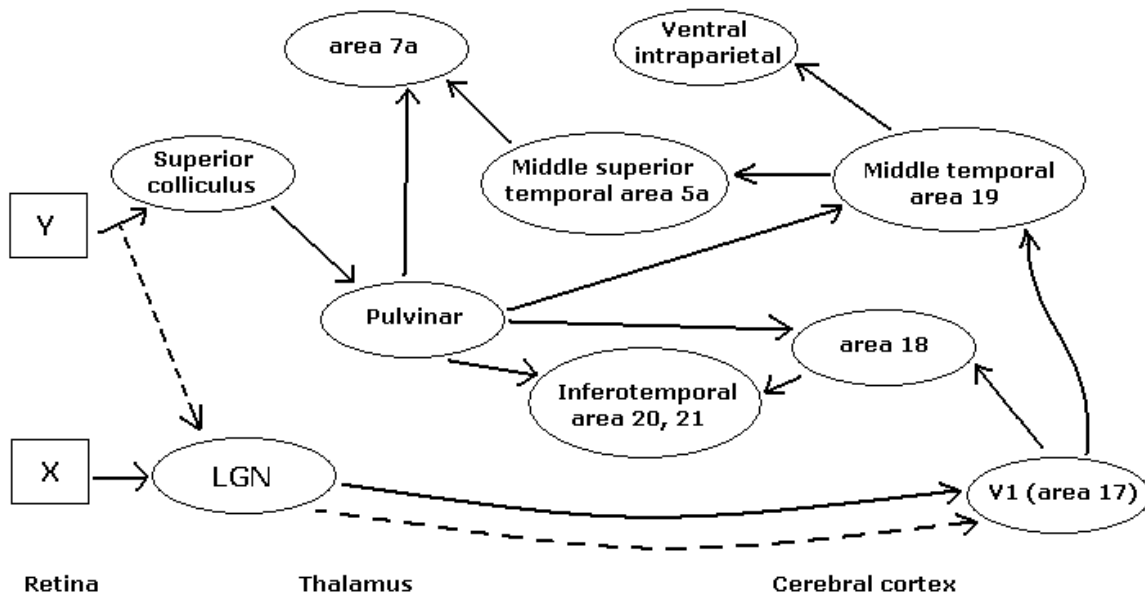 area 7a
Ventral
intraparietal
Superior
colliculus
Middle superior
temporal area 5a
Middle temporal
area 19
Y
Pulvinar
area 18
Inferotemporal
area 20, 21
X
LGN
V1 (area 17)
Retina
Thalamus
Cerebral cortex